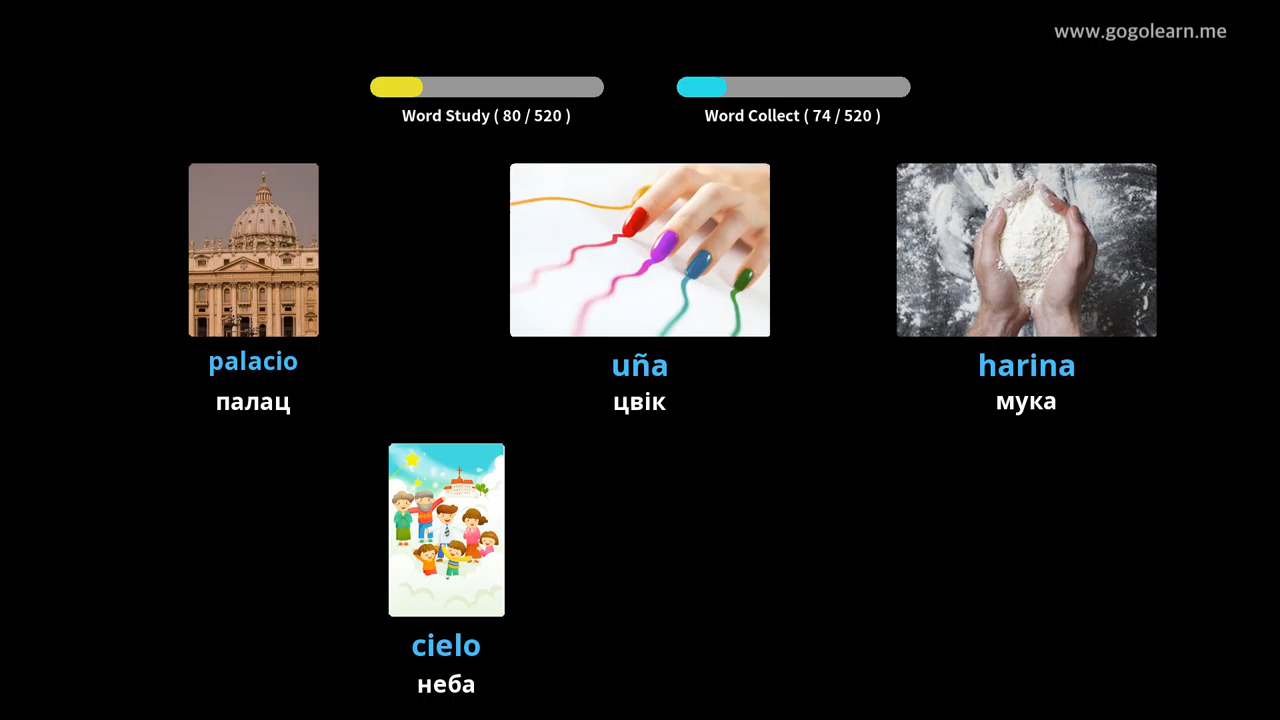 www.gogolearn.me
Word Study ( 80 / 520 )
Word Collect ( 74 / 520 )
palacio
палац
uña
цвік
harina
мука
cielo
неба